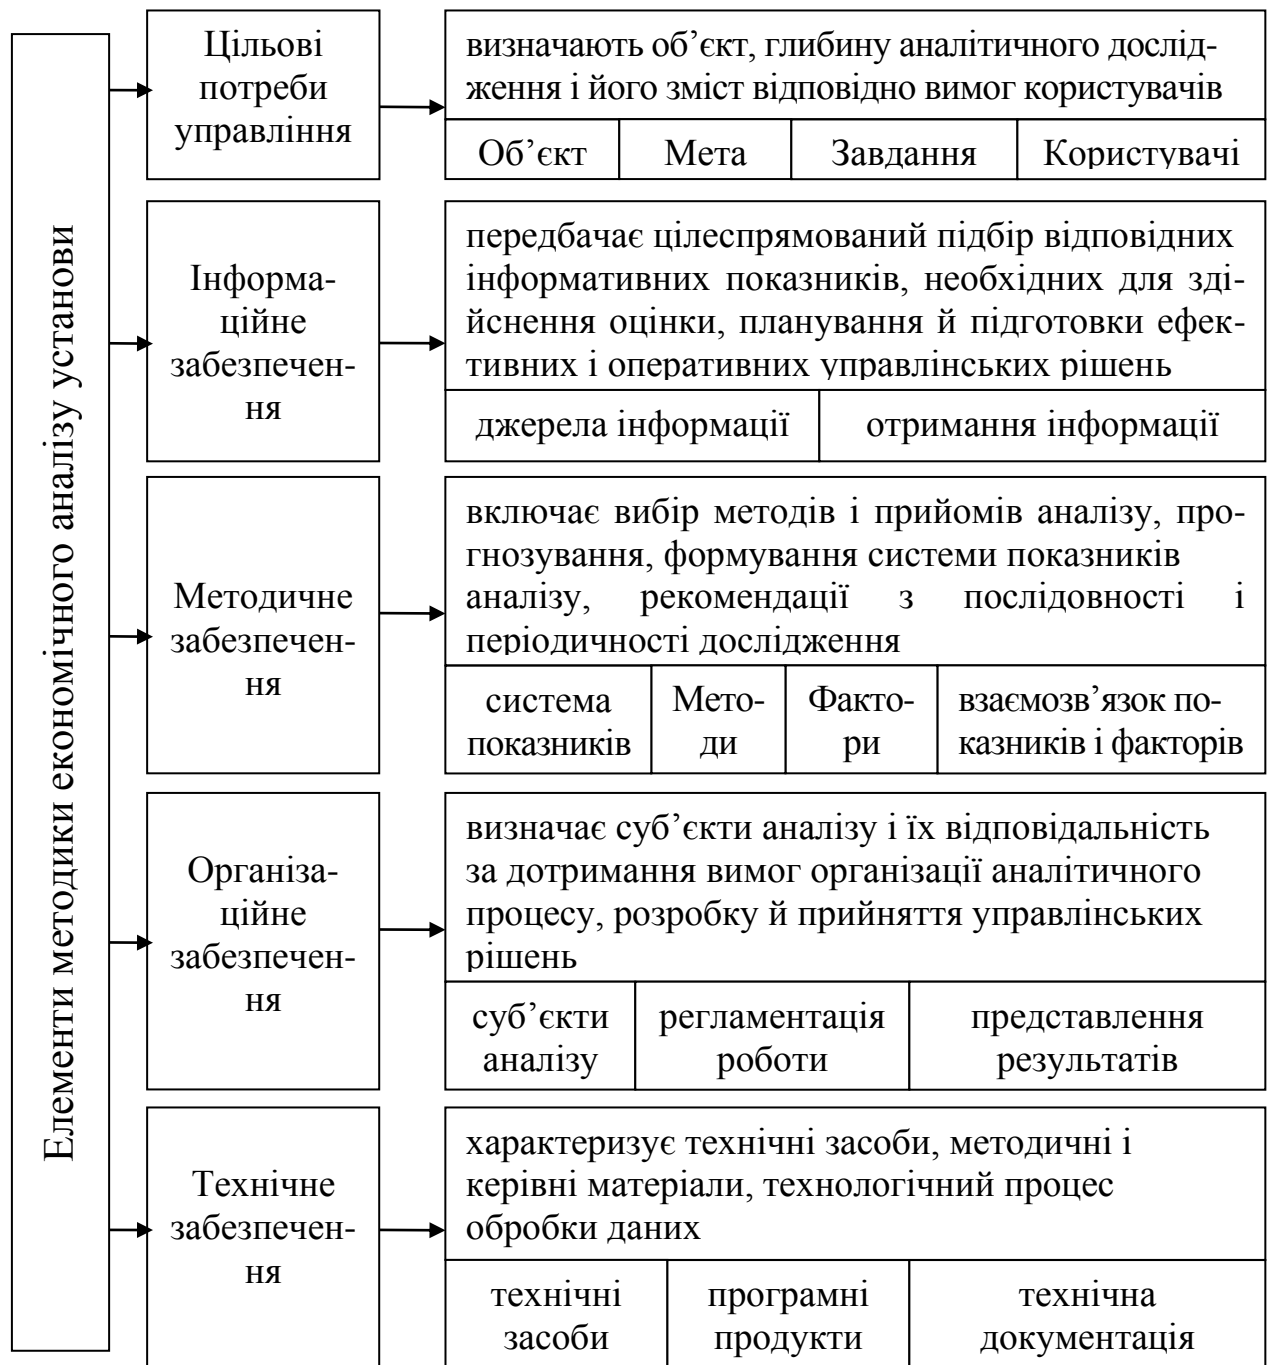 Елементи методики економічного аналізу установи
Цільові
потреби
управління
визначають об’єкт, глибину аналітичного дослід-
ження і його зміст відповідно вимог користувачів
Об’єкт
Мета
Завдання
Користувачі
Інформа-
ційне
забезпечен-
ня
передбачає цілеспрямований підбір відповідних
інформативних показників, необхідних для зді-
йснення оцінки, планування й підготовки ефек-
тивних і оперативних управлінських рішень
джерела інформації
отримання інформації
Методичне
забезпечен-
ня
включає вибір методів і прийомів аналізу, про-
гнозування, формування системи показників
аналізу, рекомендації з послідовності і
періодичності дослідження
система
показників
Мето-
ди
Факто-
ри
взаємозв’язок по-
казників і факторів
Організа-
ційне
забезпечен-
ня
визначає суб’єкти аналізу і їх відповідальність
за дотримання вимог організації аналітичного
процесу, розробку й прийняття управлінських
рішень
суб’єкти
аналізу
регламентація
роботи
представлення
результатів
Технічне
забезпечен-
ня
характеризує технічні засоби, методичні і
керівні матеріали, технологічний процес
обробки даних
технічні
засоби
програмні
продукти
технічна
документація